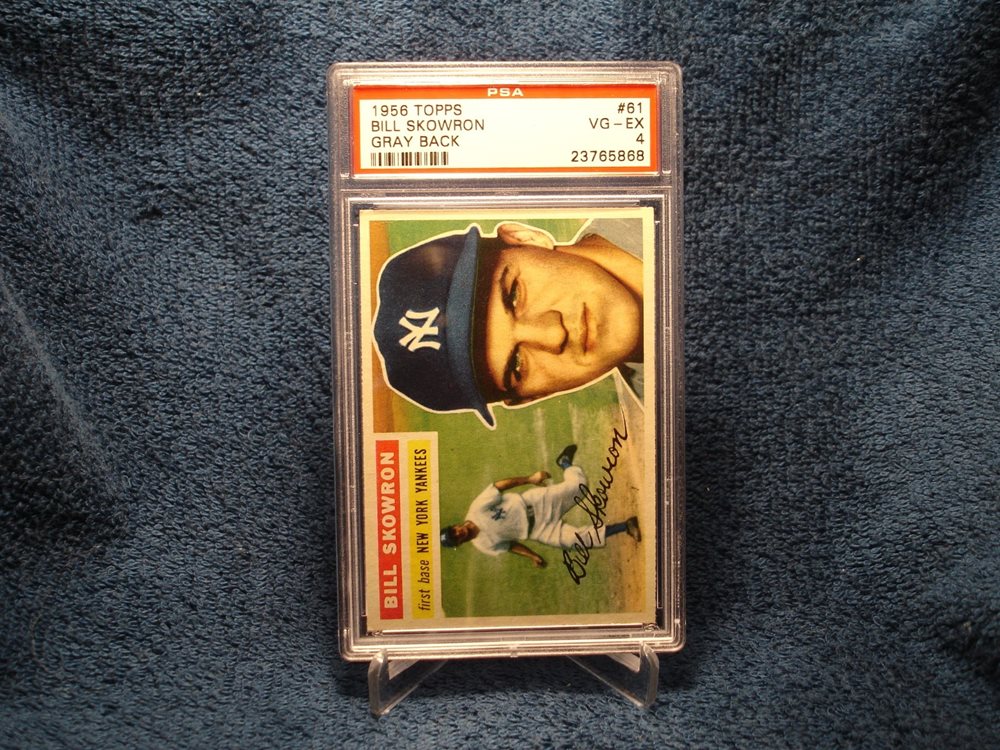 PSA
1956 TOPPS #61
BILL SKOWRON VG-EX
GRAY BACK 4
23765868
NY
BILL SKOWRON
first base NEW YORK YANKEES
Bill Skowron